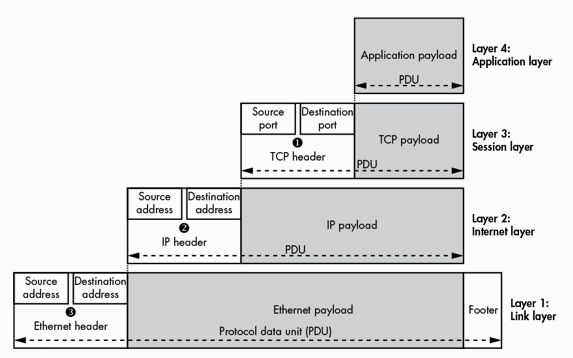 Application payload
PDU
Layer 4:
Application layer
Source
port
Destination
port
❶
TCP header
TCP payload
PDU
Layer 3:
Session layer
Source
address
Destination
address
❷
IP header
IP payload
PDU
Layer 2:
Internet layer
Source
address
Destination
address
❸
Ethernet header
Ethernet payload
Protocol data unit (PDU)
Footer
Layer 1:
Link layer